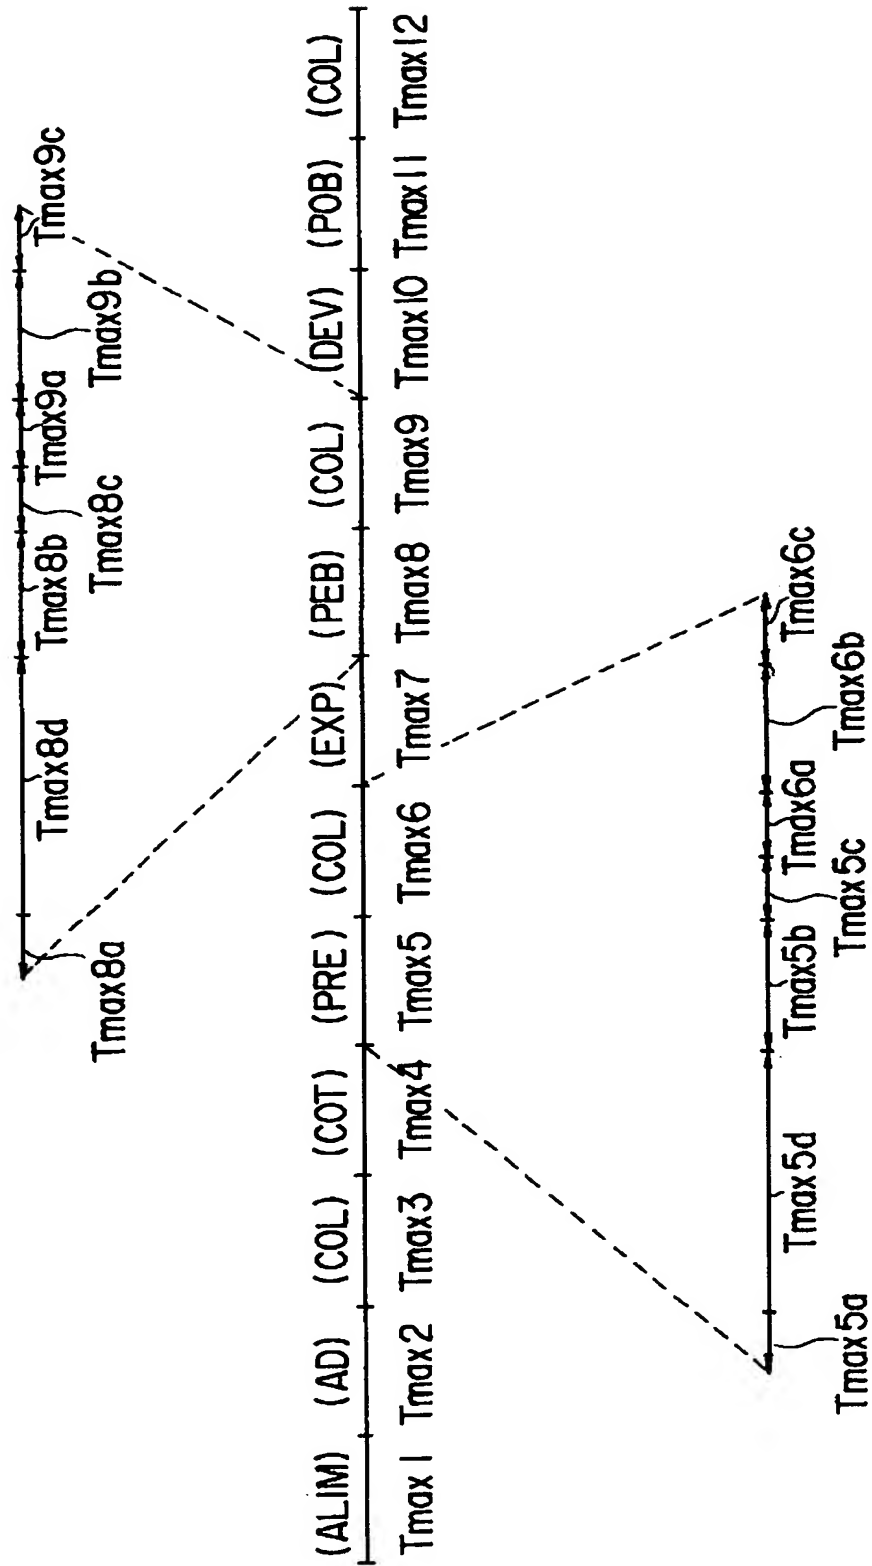 Tmax8a Tmax8d Tmax8b Tmax8c Tmax9a Tmax9b Tmax9c
(ALIM) (AD) (COL) (COT) (PRE) (COL) (EXP) (PEB) (COL) (DEV) (POB) (COL)
Tmax1 Tmax2 Tmax3 Tmax4 Tmax5 Tmax6 Tmax7 Tmax8 Tmax9 Tmax10 Tmax11 Tmax12
Tmax5a Tmax5d Tmax5b Tmax5c Tmax6a Tmax6b Tmax6c